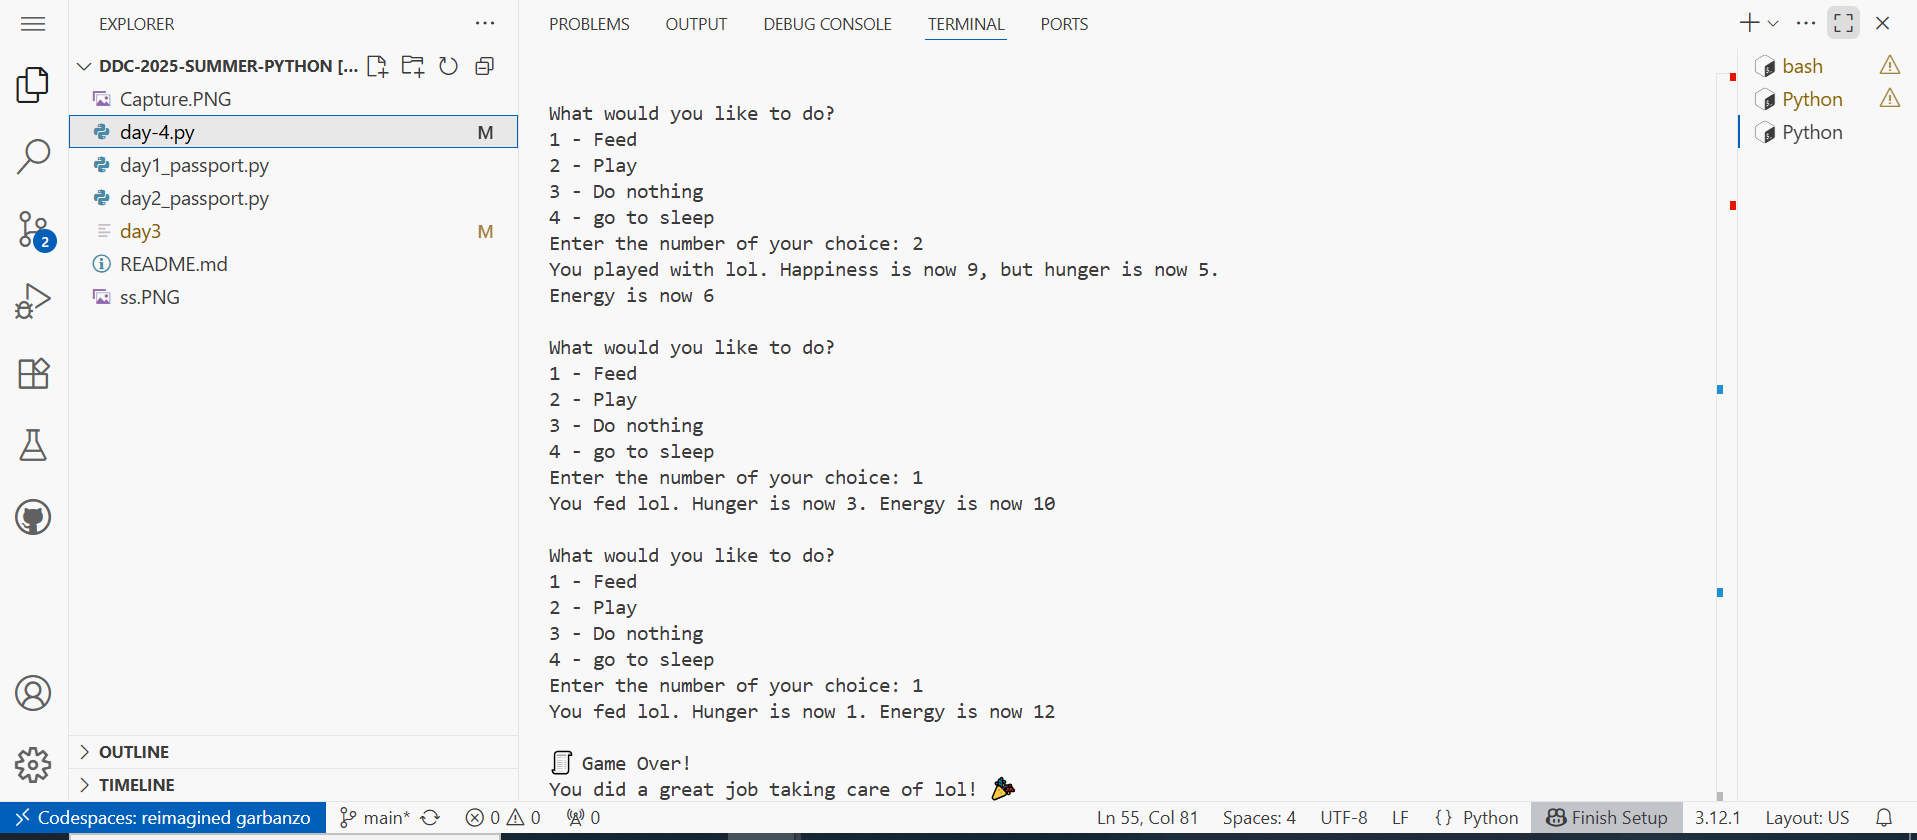 EXPLORER
DDC-2025-SUMMER-PYTHON [...
Capture.PNG
day-4.py M
day1_passport.py
day2_passport.py
day3 M
README.md
ss.PNG
OUTLINE
TIMELINE
2
PROBLEMS OUTPUT DEBUG CONSOLE TERMINAL PORTS
What would you like to do?
1 - Feed
2 - Play
3 - Do nothing
4 - go to sleep
Enter the number of your choice: 2
You played with lol. Happiness is now 9, but hunger is now 5.
Energy is now 6
What would you like to do?
1 - Feed
2 - Play
3 - Do nothing
4 - go to sleep
Enter the number of your choice: 1
You fed lol. Hunger is now 3. Energy is now 10
What would you like to do?
1 - Feed
2 - Play
3 - Do nothing
4 - go to sleep
Enter the number of your choice: 1
You fed lol. Hunger is now 1. Energy is now 12
📜 Game Over!
You did a great job taking care of lol! 🎉
bash
Python
Python
Codespaces: reimagined garbanzo main* 0 0 0 Ln 55, Col 81 Spaces: 4 UTF-8 LF {} Python Finish Setup 3.12.1 Layout: US